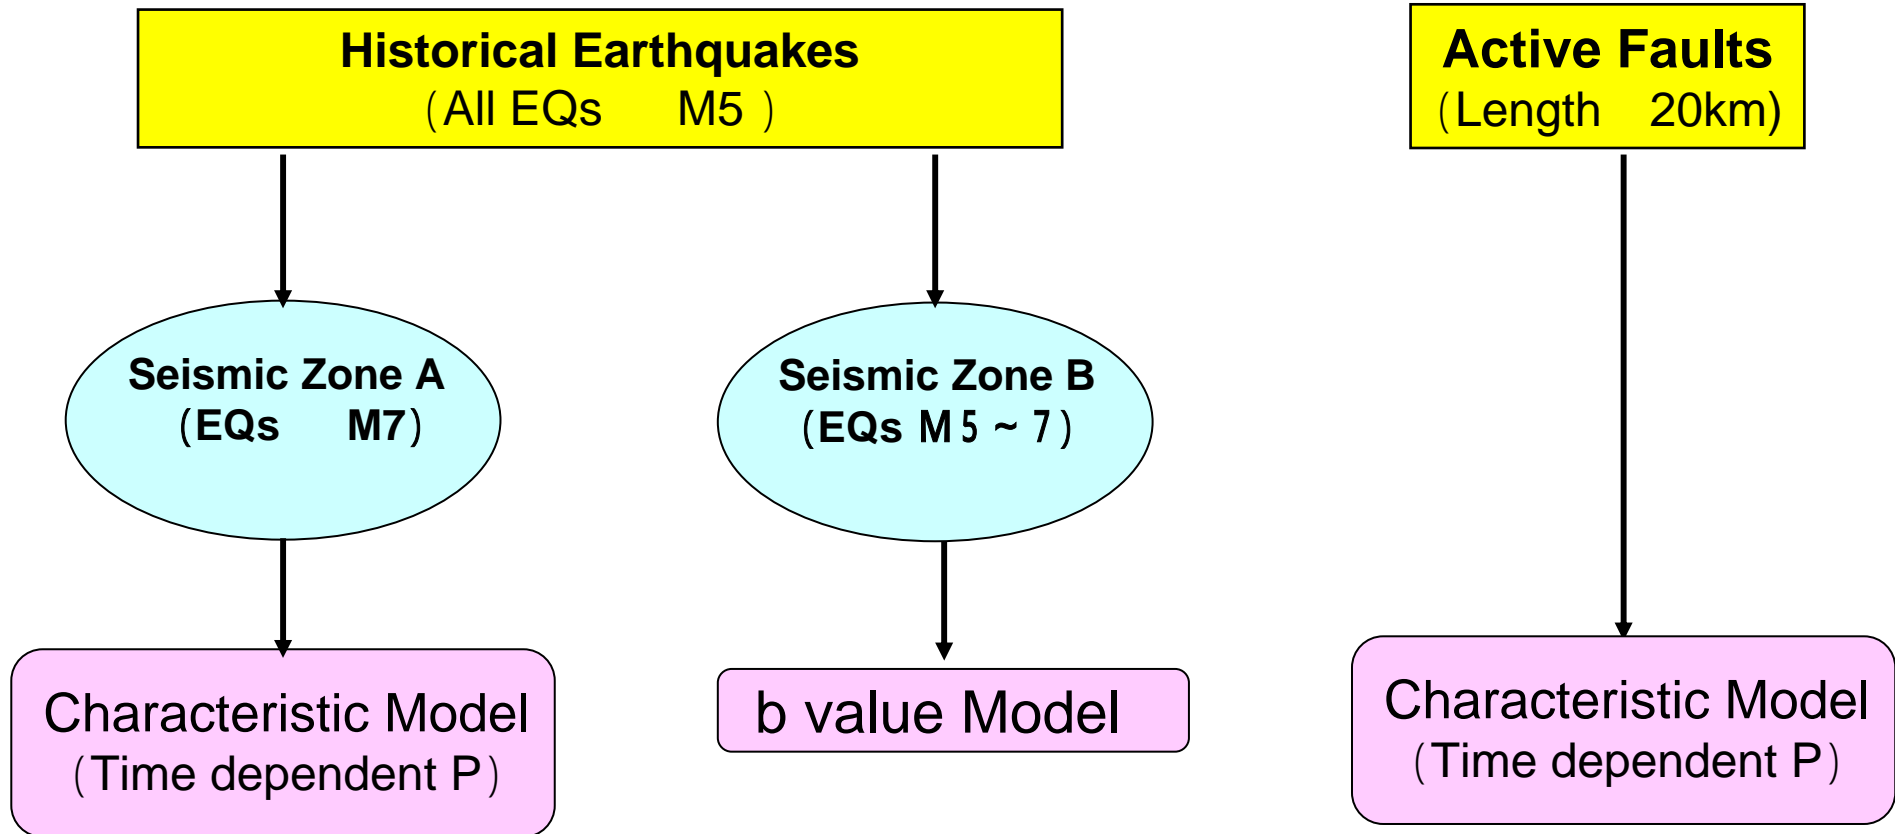 Historical Earthquakes
(All EQs M5 )
Active Faults
(Length 20km)
Seismic Zone A
(EQs M7)
Seismic Zone B
(EQs M 5 ~ 7 )
Characteristic Model
(Time dependent P)
b value Model
Characteristic Model
(Time dependent P)